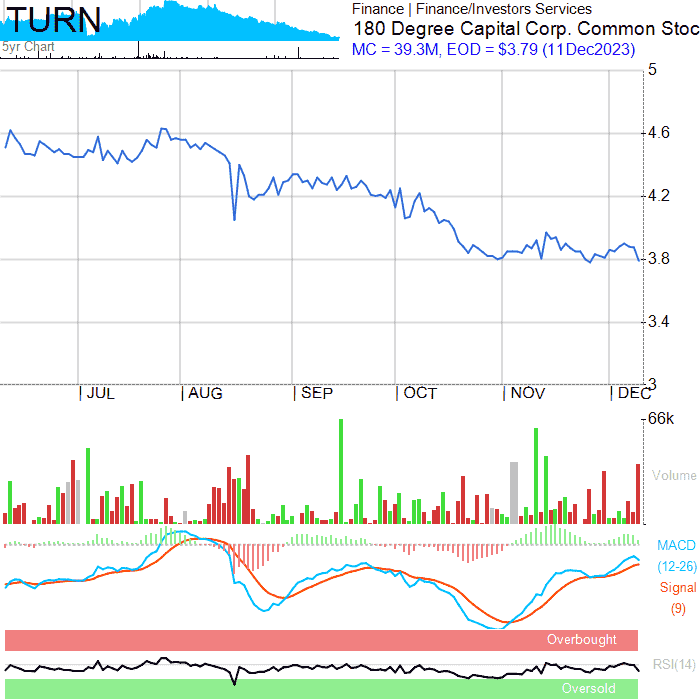 TURN
5yr Chart
Finance | Finance/Investors Services
180 Degree Capital Corp. Common Stoc
MC = 39.3M, EOD = $3.79 (11Dec2023)
5
4.6
4.2
3.8
3.4
3
| JUL | AUG | SEP | OCT | NOV | DEC
66k
Volume
MACD
(12-26)
Signal
(9)
Overbought
RSI(14)
Oversold